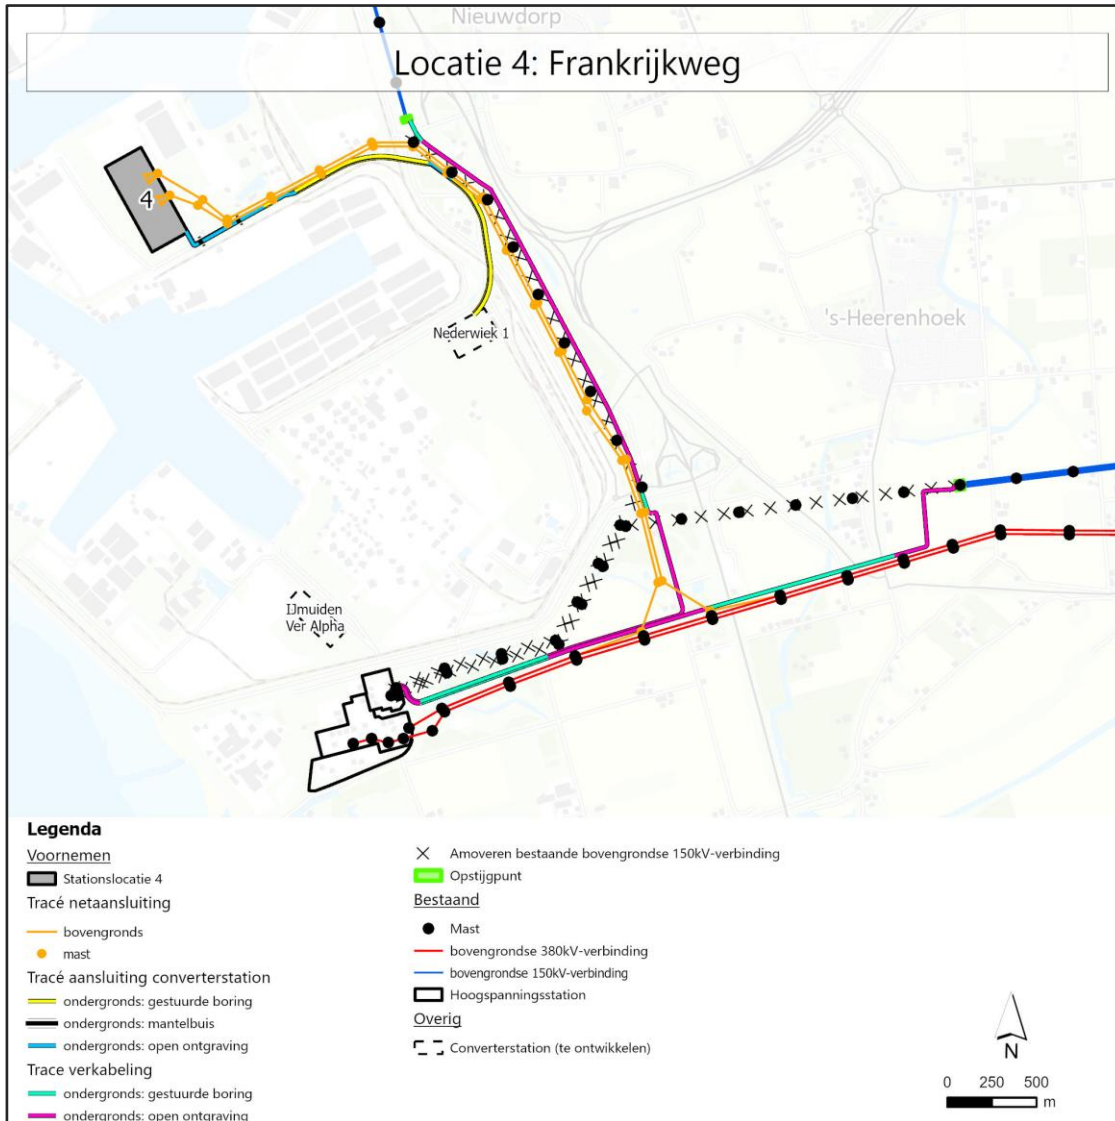 Nieuwdorp
Locatie 4: Frankrijkweg
4
Nederwiek 1
's-Heerenhoek
IJmuiden
Ver Alpha
Legenda
Voornemen
Stationslocatie 4
Tracé netaansluiting
bovengronds
mast
Tracé aansluiting converterstation
ondergronds: gestuurde boring
ondergronds: mantelbuis
ondergronds: open ontgraving
Trace verkabeling
ondergronds: gestuurde boring
ondergronds: open ontgraving
Amoveren bestaande bovengrondse 150kV-verbinding
Opstijgpunt
Bestaand
Mast
bovengrondse 380kV-verbinding
bovengrondse 150kV-verbinding
Hoogspanningsstation
Overig
Converterstation (te ontwikkelen)
N
0 250 500
m